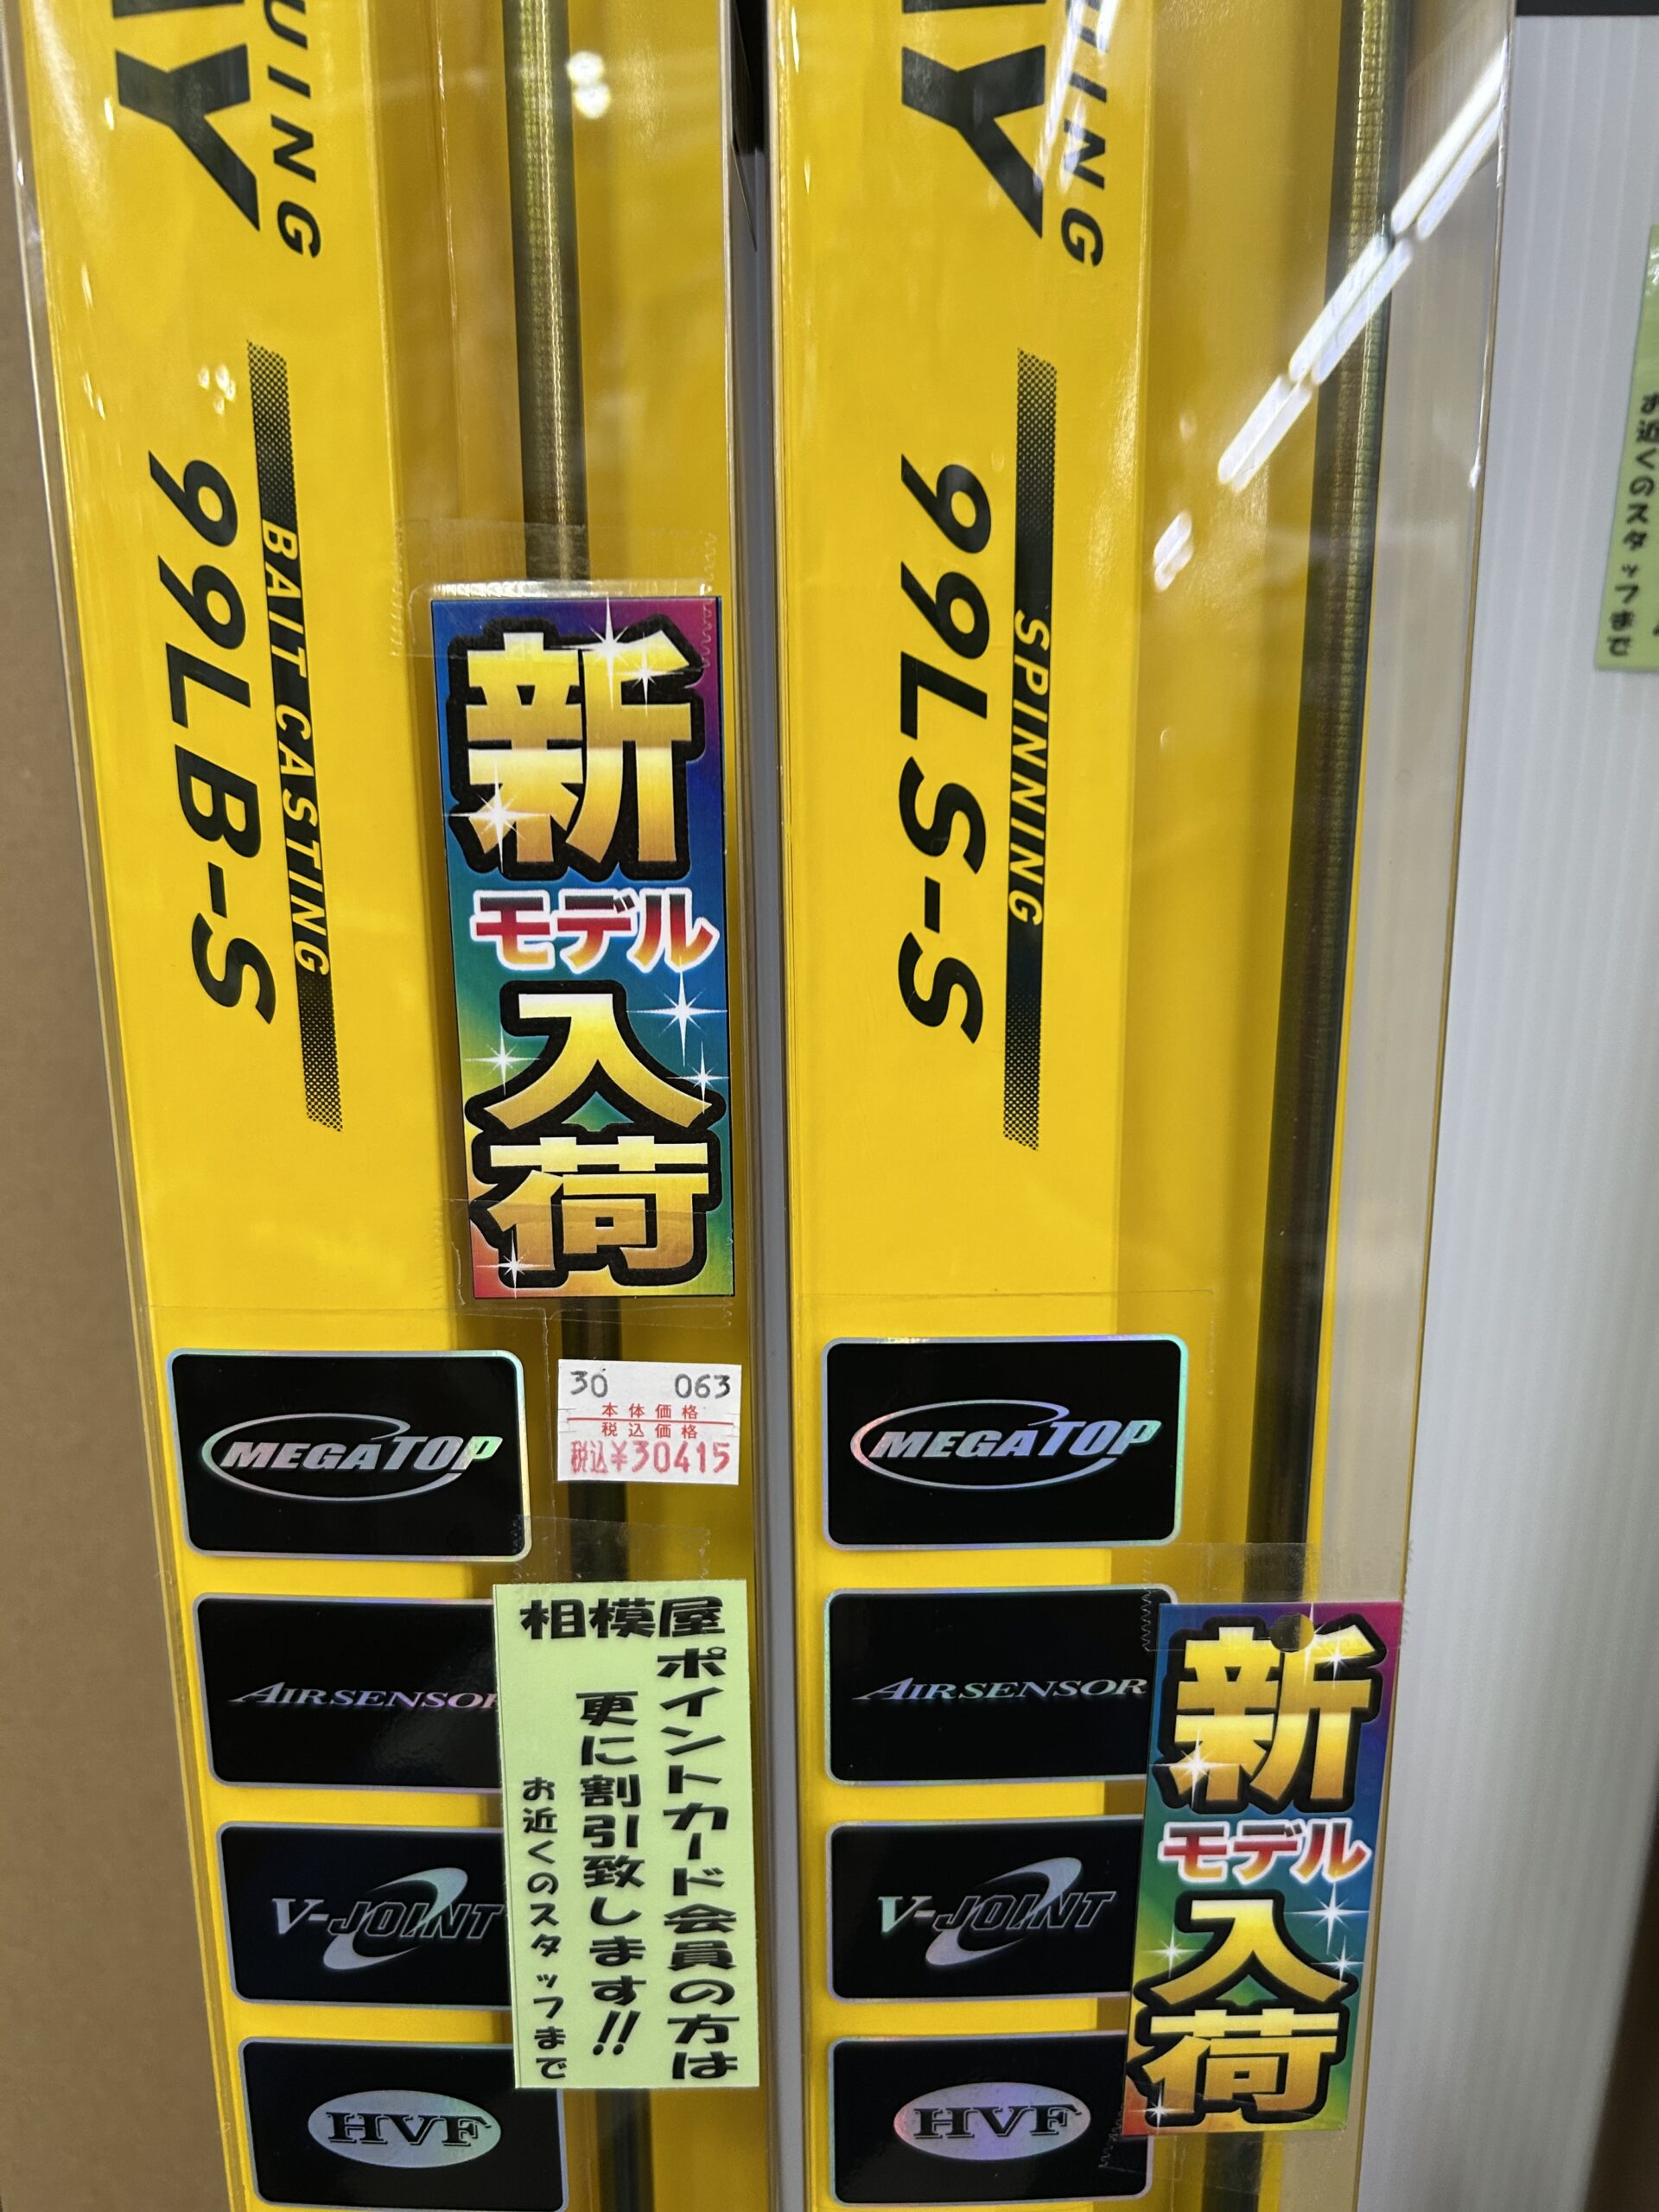 UING
AY
BAIT CASTING
99LB-S
新
モデル
入
荷
MEGATOP
30 063
本体価格
税込価格
税込¥30415
AIRSENSOR
V-JOINT
HVF
相模屋
ポイントカード会員の方は
更に割引致します!!
お近くのスタッフまで
UING
AY
SPINNING
99LS-S
MEGATOP
AIRSENSOR
V-JOINT
HVF
新
モデル
入
荷
お近くのスタッフまで